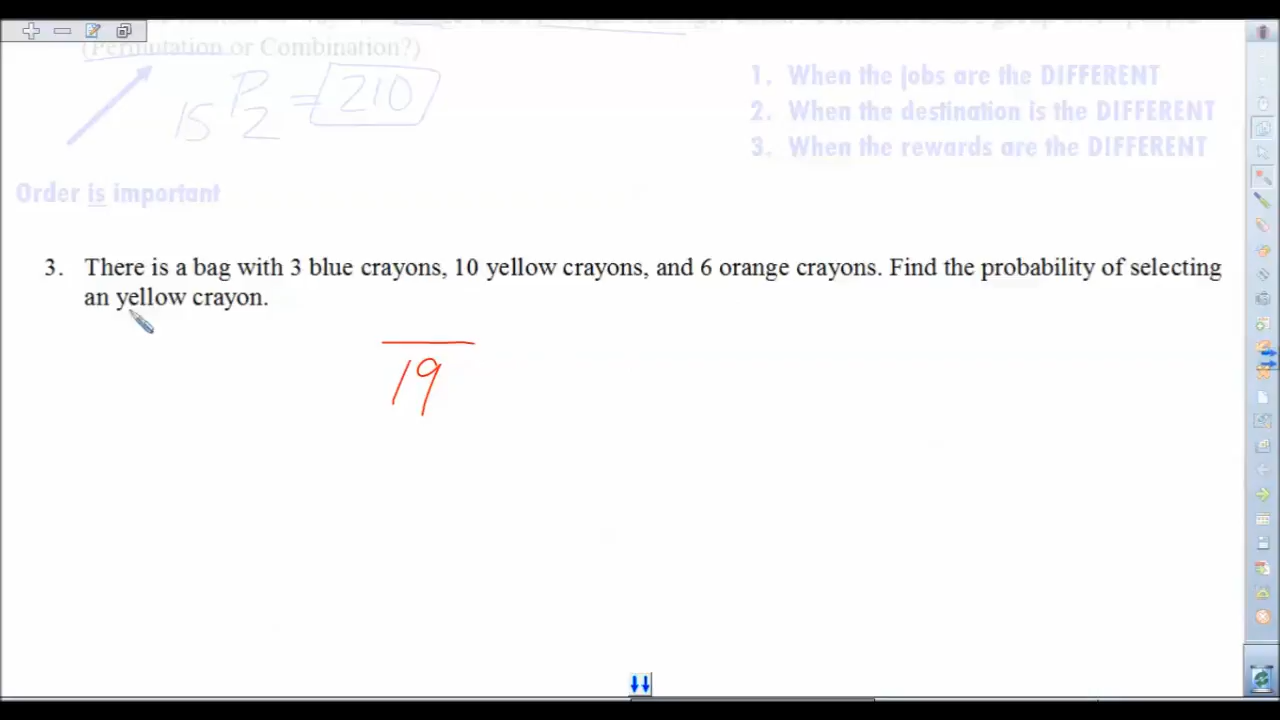 (Permutation or Combination?)
15 P 2 = 210
1. When the jobs are the DIFFERENT
2. When the destination is the DIFFERENT
3. When the rewards are the DIFFERENT
Order is important
3. There is a bag with 3 blue crayons, 10 yellow crayons, and 6 orange crayons. Find the probability of selecting
an yellow crayon.
19